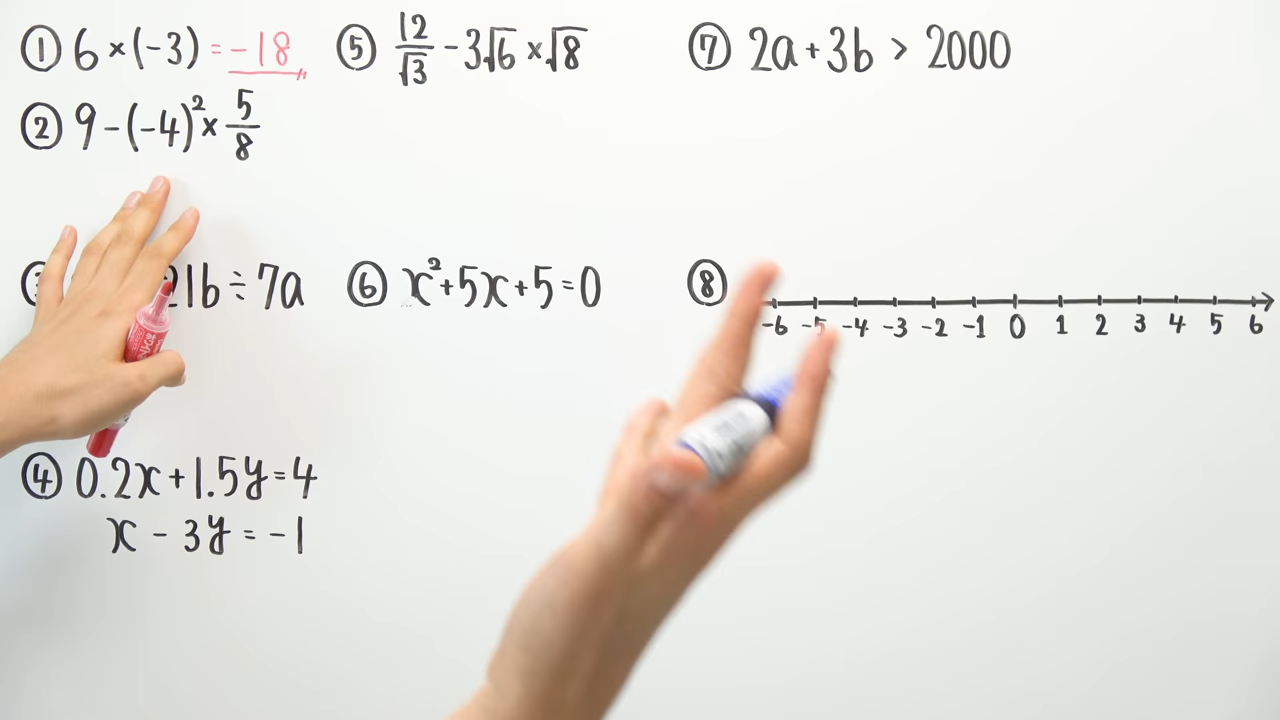 ① 6 × (-3) = -18
② 9 - (-4)² × 5/8
21b ÷ 7a
④ 0.2x + 1.5y = 4
x - 3y = -1
⑤ 12/√3 - 3√6 × √8
⑥ x² + 5x + 5 = 0
⑦ 2a + 3b > 2000
⑧ -6 -5 -4 -3 -2 -1 0 1 2 3 4 5 6